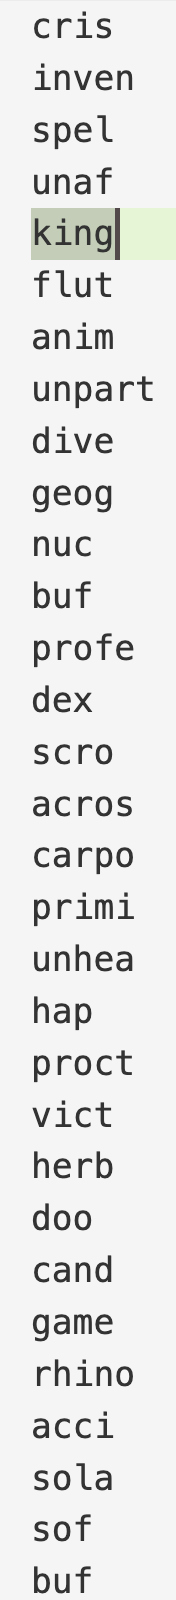 cris
inven
spel
unaf
king
flut
anim
unpart
dive
geog
nuc
buf
profe
dex
scro
acros
carpo
primi
unhea
hap
proct
vict
herb
doo
cand
game
rhino
acci
sola
sof
buf